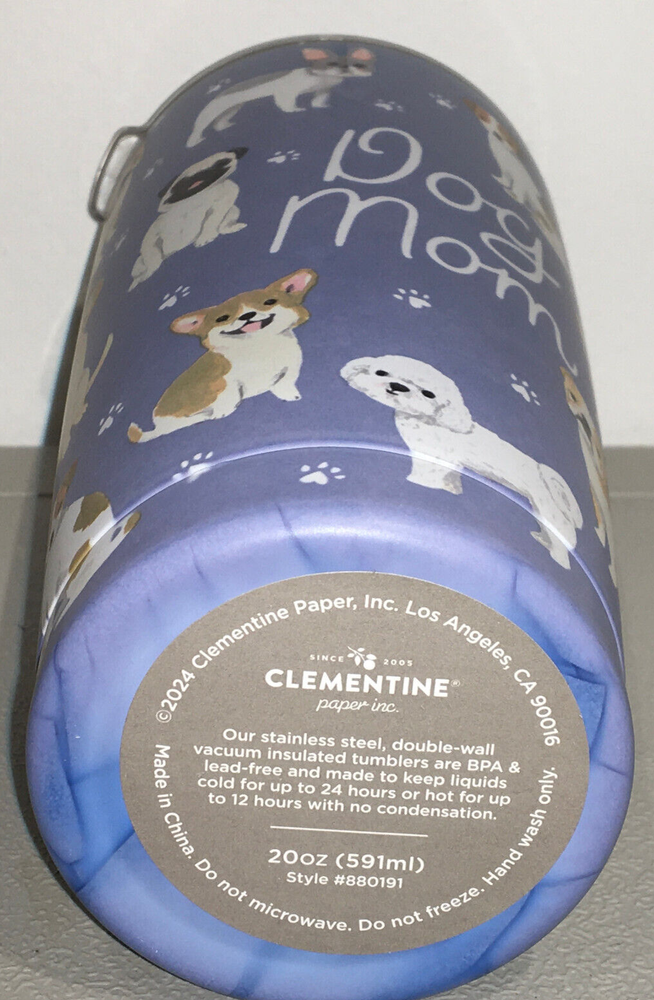 Dog
Mom
©2024 Clementine Paper, Inc. Los Angeles, CA 90016
SINCE 2005
CLEMENTINE®
paper inc.
Our stainless steel, double-wall
vacuum insulated tumblers are BPA &
lead-free and made to keep liquids
cold for up to 24 hours or hot for up
to 12 hours with no condensation.
20oz (591ml)
Style #880191
Made in China. Do not microwave. Do not freeze. Hand wash only.